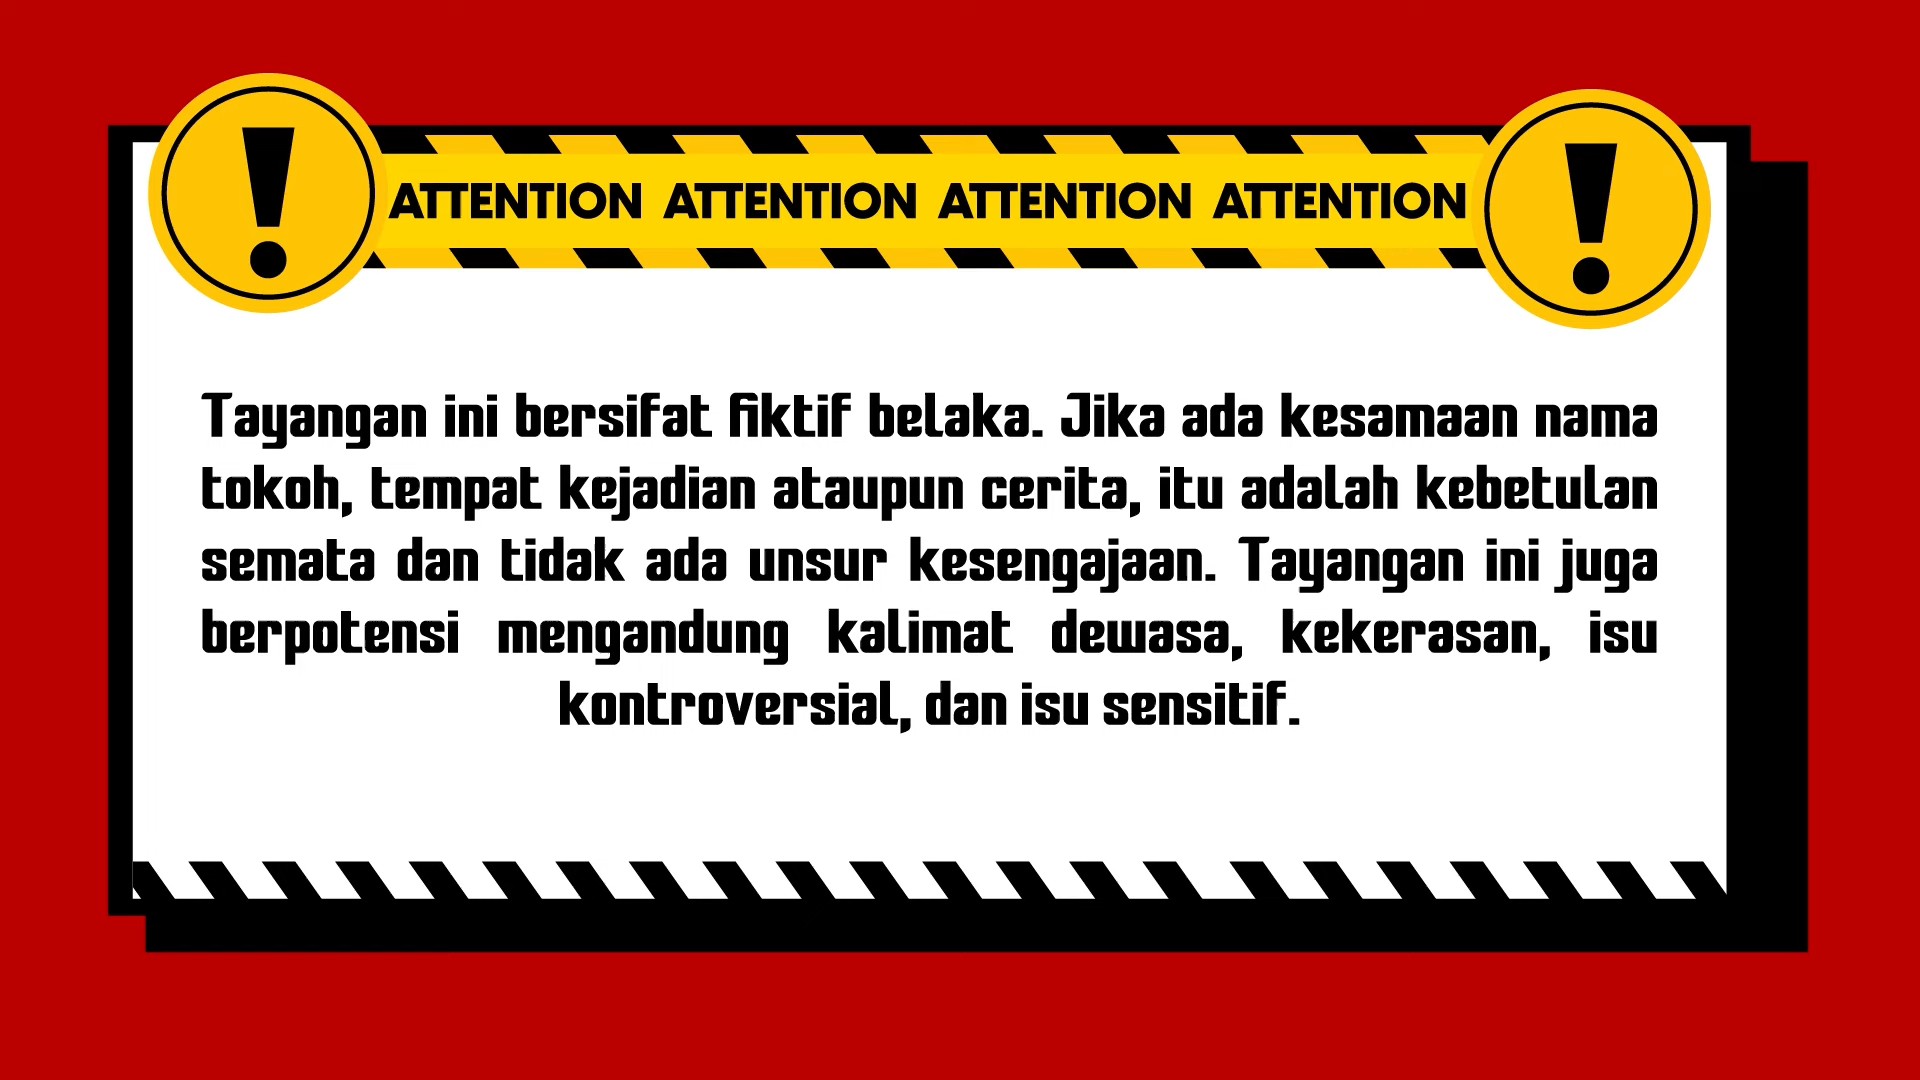 ATTENTION ATTENTION ATTENTION ATTENTION
Tayangan ini bersifat fiktif belaka. Jika ada kesamaan nama
tokoh, tempat kejadian ataupun cerita, itu adalah kebetulan
semata dan tidak ada unsur kesengajaan. Tayangan ini juga
berpotensi mengandung kalimat dewasa, kekerasan, isu
kontroversial, dan isu sensitif.